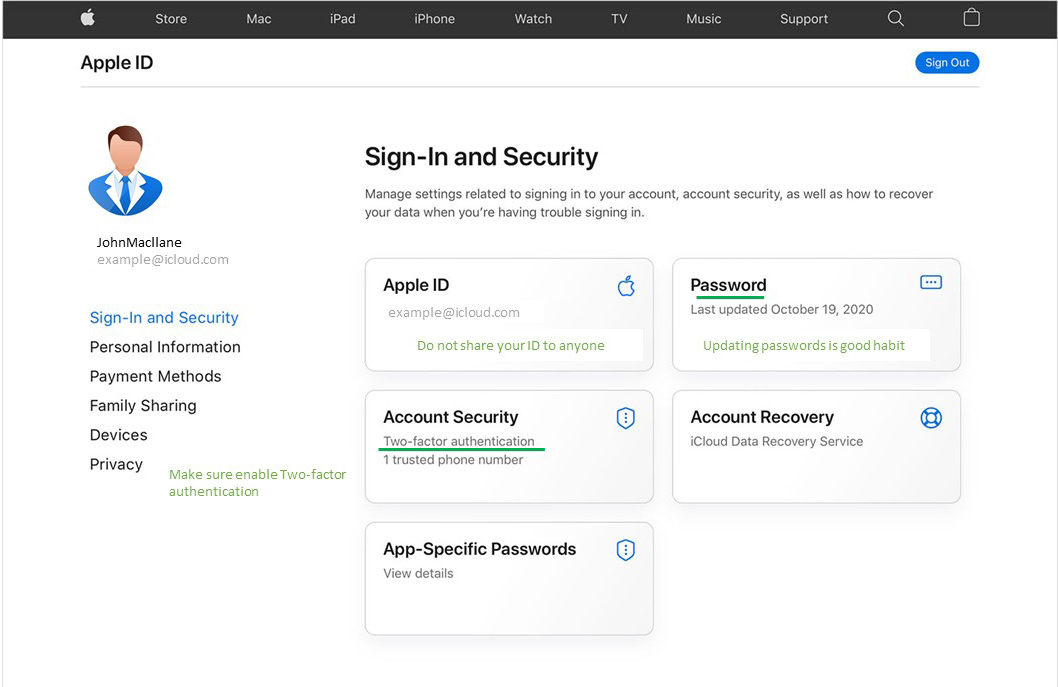 Store Mac iPad iPhone Watch TV Music Support
Apple ID
Sign Out
JohnMacllane
example@icloud.com
Sign-In and Security
Personal Information
Payment Methods
Family Sharing
Devices
Privacy
Make sure enable Two-factor
authentication
Sign-In and Security
Manage settings related to signing in to your account, account security, as well as how to recover
your data when you’re having trouble signing in.
Apple ID
example@icloud.com
Do not share your ID to anyone
Password
Last updated October 19, 2020
Updating passwords is good habit
Account Security
Two-factor authentication
1 trusted phone number
Account Recovery
iCloud Data Recovery Service
App-Specific Passwords
View details